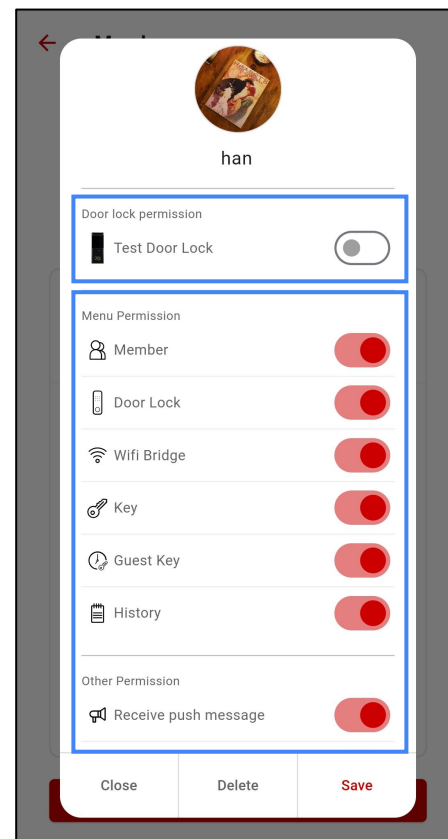 han
Door lock permission
Test Door Lock
Menu Permission
Member
Door Lock
Wifi Bridge
Key
Guest Key
History
Other Permission
Receive push message
Close Delete Save